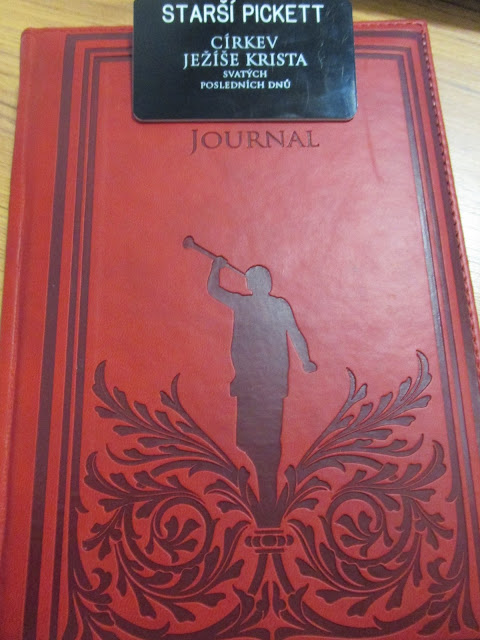 STARŠÍ PICKETT
CÍRKEV
JEŽÍŠE KRISTA
SVATÝCH
POSLEDNÍCH DNŮ
JOURNAL